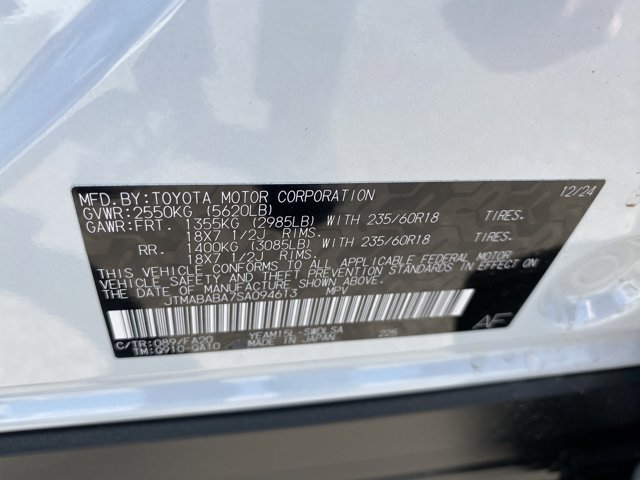 MFD.BY:TOYOTA MOTOR CORPORATION 12/24
GVWR:2550KG (5620LB)
GAWR:FRT. 1355KG (2985LB) WITH 235/60R18 TIRES.
18X7 1/2J RIMS.
RR. 1400KG (3085LB) WITH 235/60R18 TIRES.
18X7 1/2J RIMS.
THIS VEHICLE CONFORMS TO ALL APPLICABLE FEDERAL MOTOR
VEHICLE SAFETY AND THEFT PREVENTION STANDARDS IN EFFECT ON
THE DATE OF MANUFACTURE SHOWN ABOVE.
JTMABABA7SA094613 MPV
C/TR:089/FA20 YEAM15L-SWDLSA 225
TM:Q910-QA10 MADE IN JAPAN AF